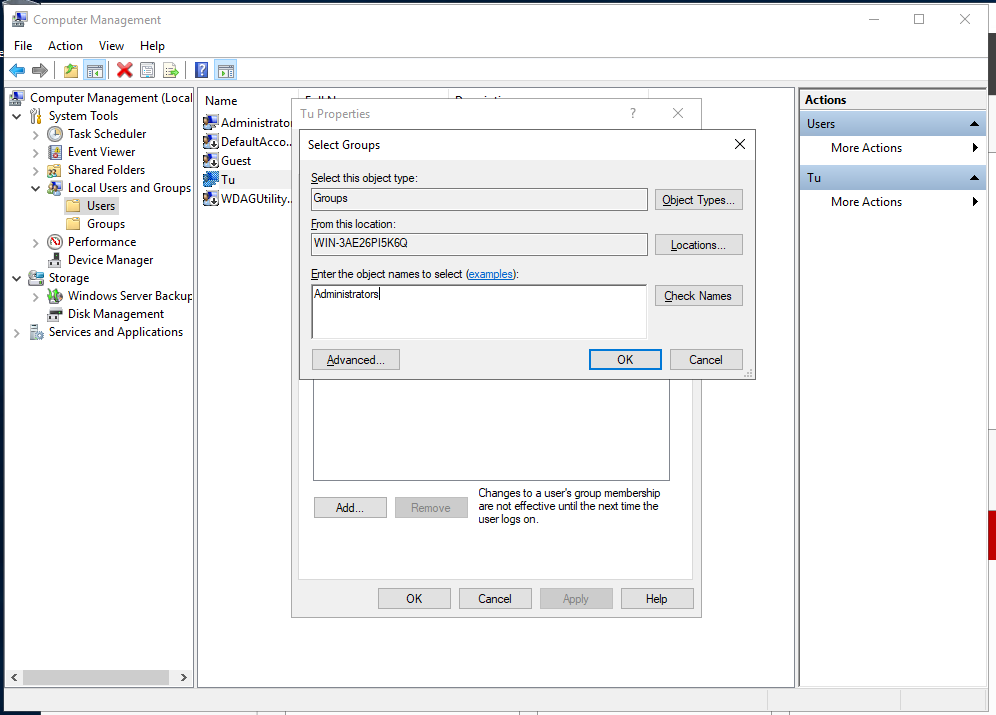 Computer Management
File Action View Help
Computer Management (Local
System Tools
Task Scheduler
Event Viewer
Shared Folders
Local Users and Groups
Users
Groups
Performance
Device Manager
Storage
Windows Server Backup
Disk Management
Services and Applications
Name
Administrator
DefaultAcco...
Guest
Tu
WDAGUtility...
Tu Properties
?
Select Groups
Select this object type:
Groups
Object Types...
From this location:
WIN-3AE26PI5K6Q
Locations...
Enter the object names to select (examples):
Administrators
Check Names
Advanced...
OK
Cancel
Add...
Remove
Changes to a user's group membership
are not effective until the next time the
user logs on.
OK
Cancel
Apply
Help
Actions
Users
More Actions
Tu
More Actions